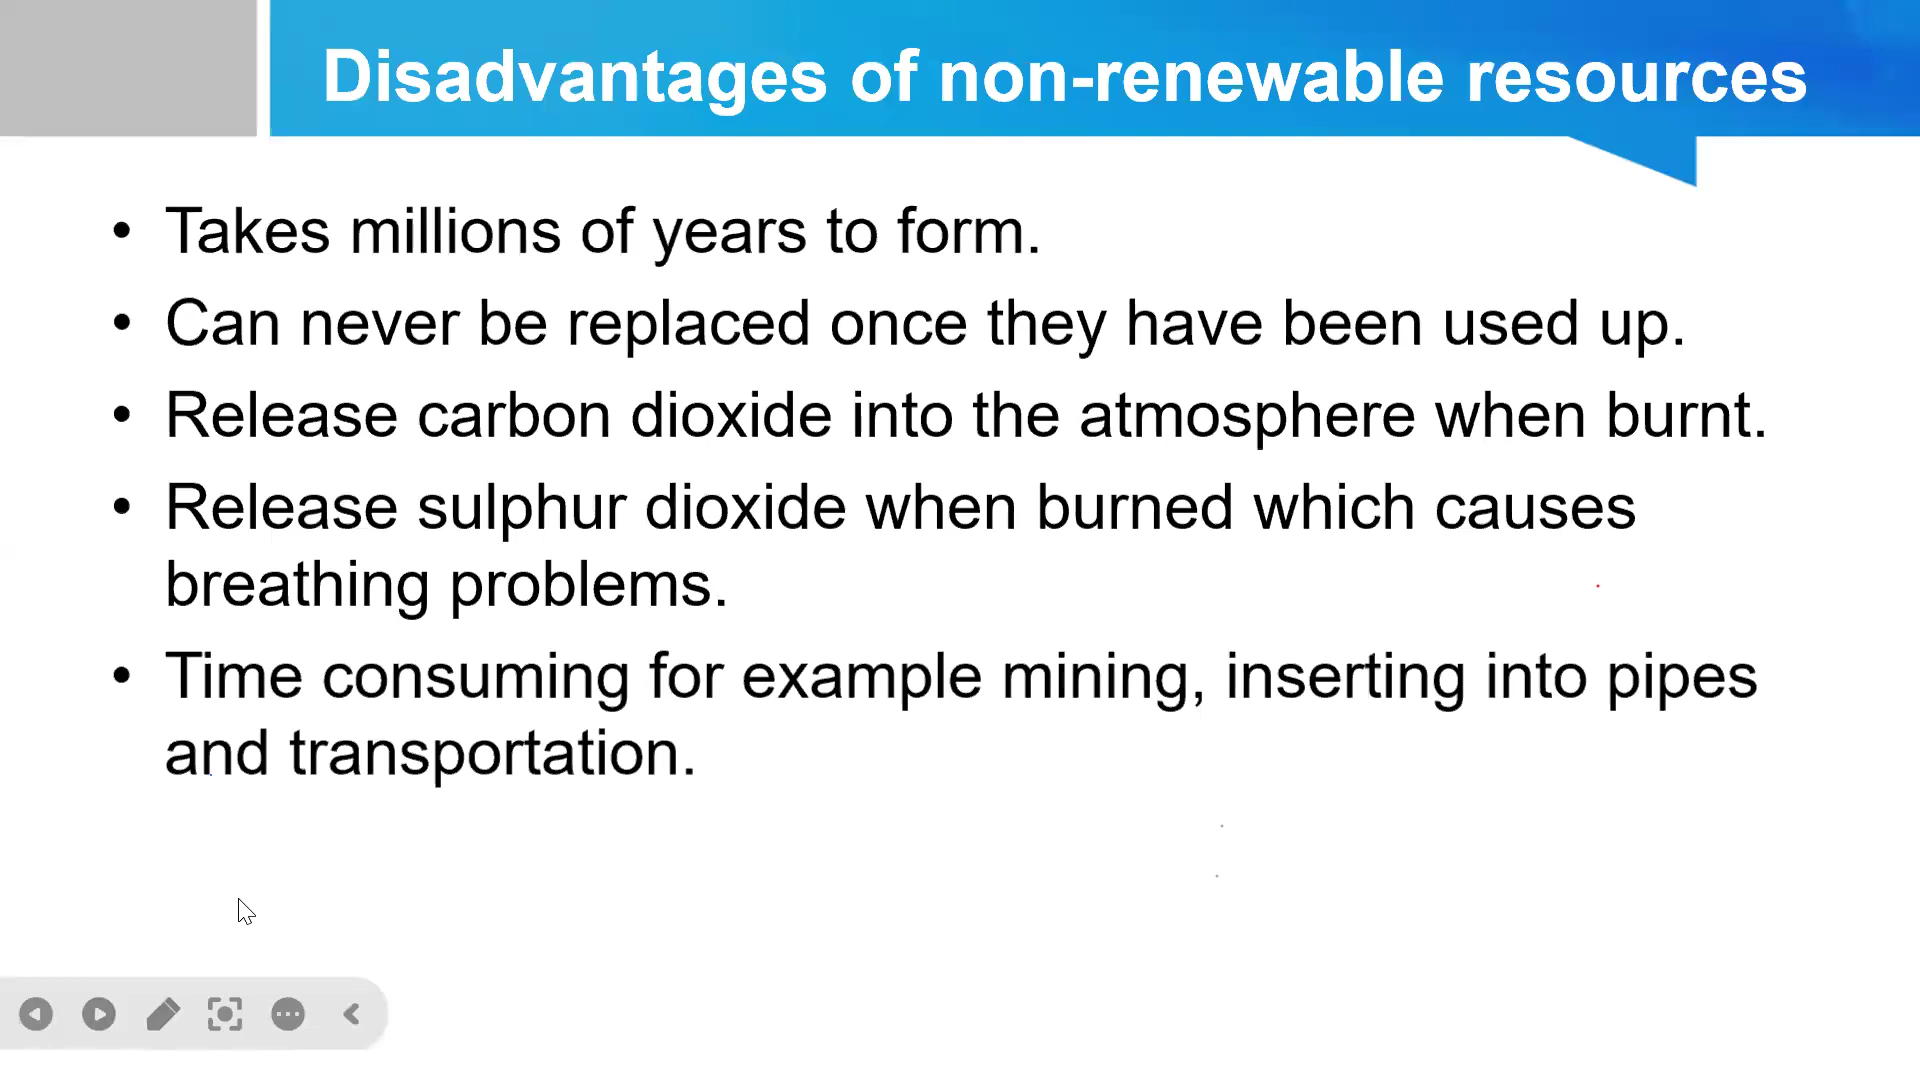 Disadvantages of non-renewable resources
• Takes millions of years to form.
• Can never be replaced once they have been used up.
• Release carbon dioxide into the atmosphere when burnt.
• Release sulphur dioxide when burned which causes
breathing problems.
• Time consuming for example mining, inserting into pipes
and transportation.